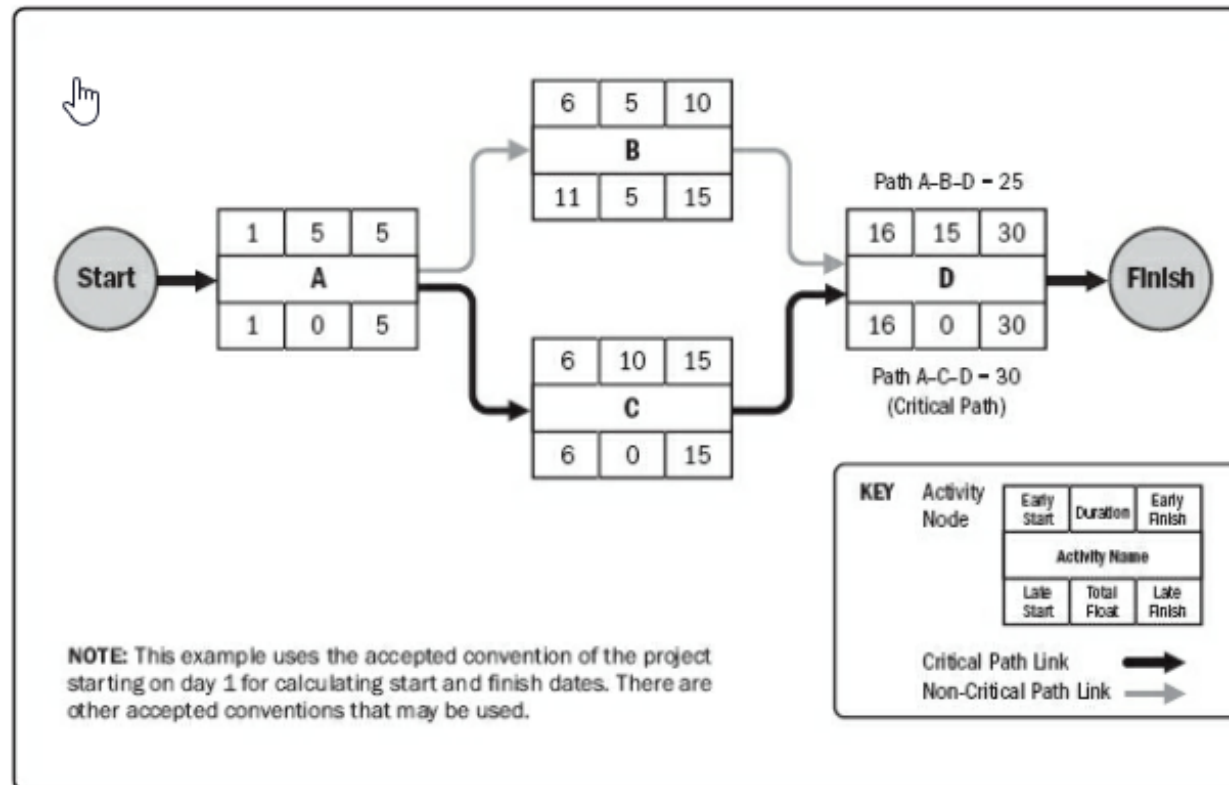 6 5 10
B
11 5 15
Path A-B-D = 25
Start
1 5 5
A
1 0 5
16 15 30
D
16 0 30
Finish
6 10 15
C
6 0 15
Path A-C-D = 30
(Critical Path)
KEY Activity
Node
Early
Start
Duration
Early
Finish
Activity Name
Late
Start
Total
Float
Late
Finish
Critical Path Link
Non-Critical Path Link
NOTE: This example uses the accepted convention of the project
starting on day 1 for calculating start and finish dates. There are
other accepted conventions that may be used.